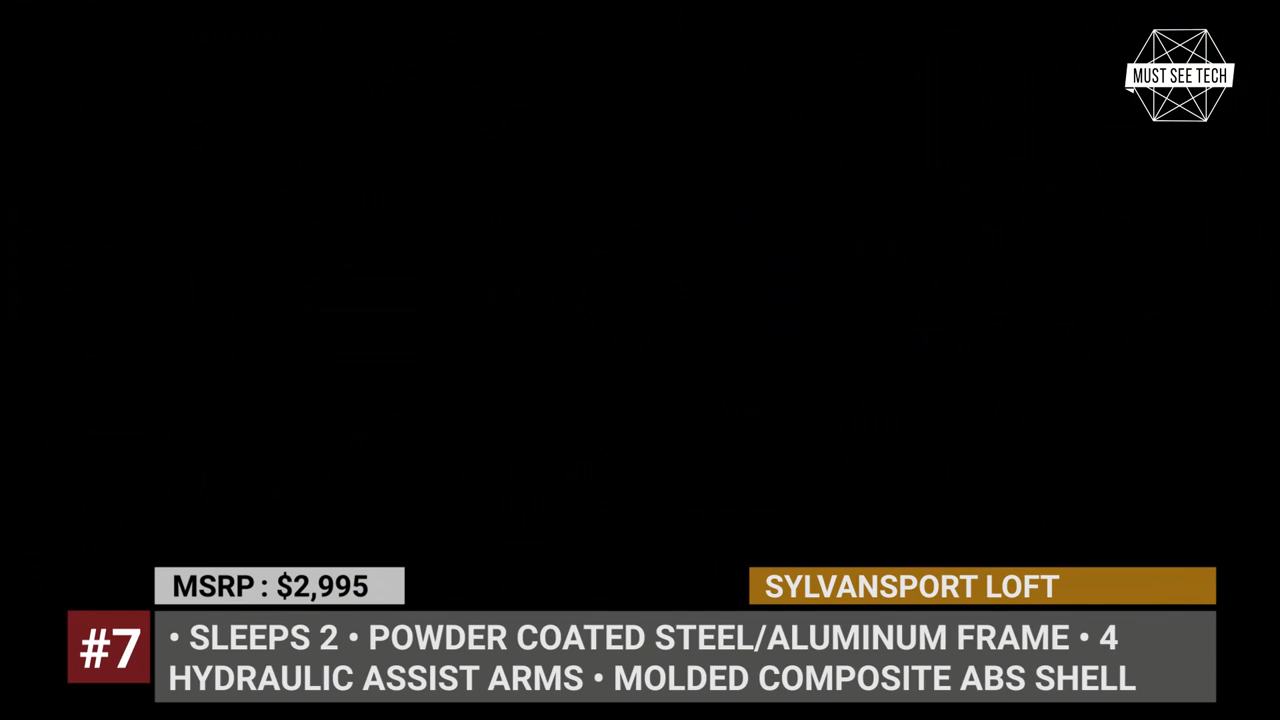 MUST SEE TECH
MSRP : $2,995
SYLVANSPORT LOFT
#7
• SLEEPS 2 • POWDER COATED STEEL/ALUMINUM FRAME • 4
HYDRAULIC ASSIST ARMS • MOLDED COMPOSITE ABS SHELL